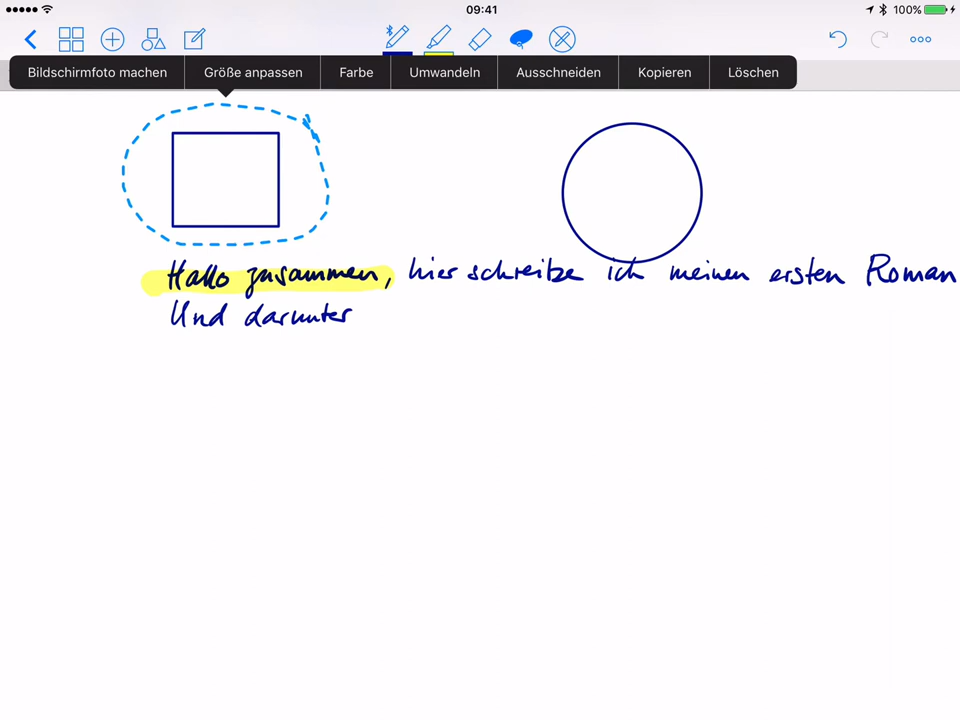 09:41
100%
Bildschirmfoto machen Größe anpassen Farbe Umwandeln Ausschneiden Kopieren Löschen
Hallo zusammen, hier schreibe ich meinen ersten Roman
Und darunter